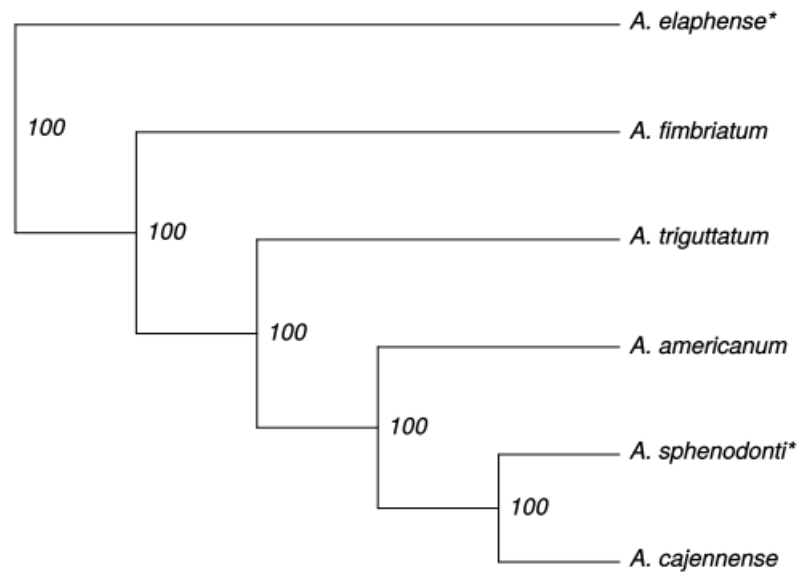 A. elaphense*
100
A. fimbriatum
100
A. triguttatum
100
A. americanum
100
A. sphenodonti*
100
A. cajennense